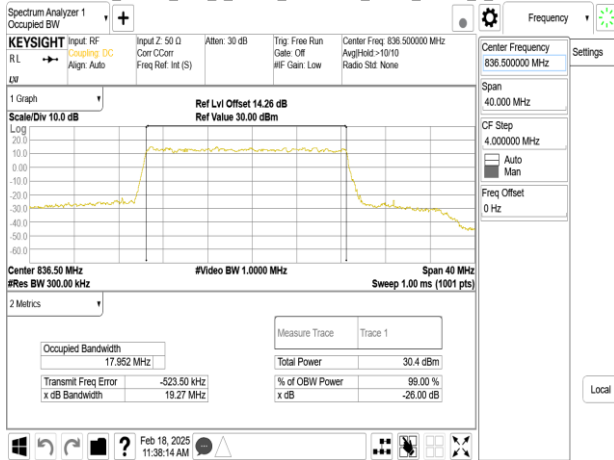 Spectrum Analyzer 1
Occupied BW
▼
+
Frequency
▼
KEYSIGHT
RL
LXI
Input: RF
Coupling: DC
Align: Auto
Input Z: 50 Ω
Corr CCorr
Freq Ref: Int (S)
Atten: 30 dB
Trig: Free Run
Gate: Off
#IF Gain: Low
Center Freq: 836.500000 MHz
Avg|Hold:>10/10
Radio Std: None
Center Frequency
836.500000 MHz
Settings
Span
40.000 MHz
CF Step
4.000000 MHz
Auto
Man
Freq Offset
0 Hz
Local
1 Graph
▼
Scale/Div 10.0 dB
Ref Lvl Offset 14.26 dB
Ref Value 30.00 dBm
Log
20.0
10.0
0.00
-10.0
-20.0
-30.0
-40.0
-50.0
-60.0
Center 836.50 MHz
#Video BW 1.0000 MHz
Span 40 MHz
#Res BW 300.00 kHz
Sweep 1.00 ms (1001 pts)
2 Metrics
▼
Measure Trace
Trace 1
Occupied Bandwidth
17.952 MHz
Total Power
30.4 dBm
Transmit Freq Error
-523.50 kHz
% of OBW Power
99.00 %
x dB Bandwidth
19.27 MHz
x dB
-26.00 dB
?
Feb 18, 2025
11:38:14 AM